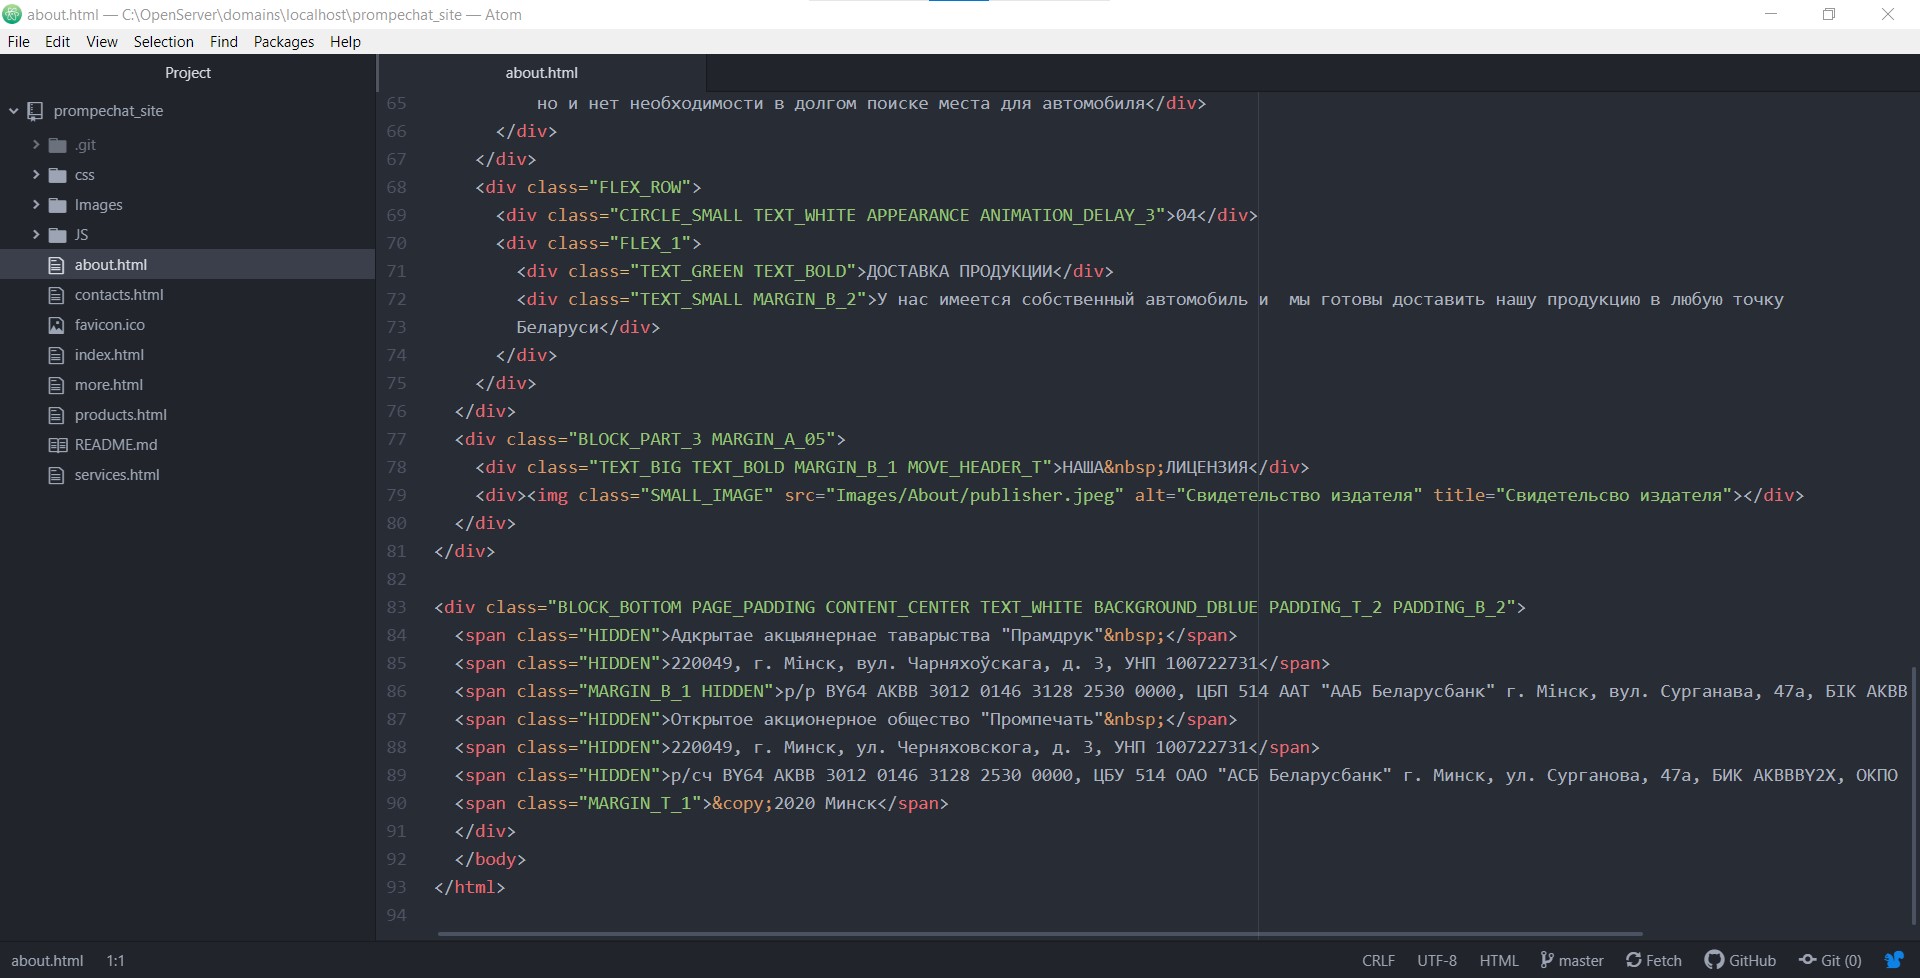 about.html — C:\OpenServer\domains\localhost\prompechat_site — Atom
File Edit View Selection Find Packages Help
Project
prompechat_site
.git
css
Images
JS
about.html
contacts.html
favicon.ico
index.html
more.html
products.html
README.md
services.html
about.html
65 но и нет необходимости в долгом поиске места для автомобиля</div>
66 </div>
67 </div>
68 <div class="FLEX_ROW">
69 <div class="CIRCLE_SMALL TEXT_WHITE APPEARANCE ANIMATION_DELAY_3">04</div>
70 <div class="FLEX_1">
71 <div class="TEXT_GREEN TEXT_BOLD">ДОСТАВКА ПРОДУКЦИИ</div>
72 <div class="TEXT_SMALL MARGIN_B_2">У нас имеется собственный автомобиль и  мы готовы доставить нашу продукцию в любую точку
73 Беларуси</div>
74 </div>
75 </div>
76 </div>
77 <div class="BLOCK_PART_3 MARGIN_A_05">
78 <div class="TEXT_BIG TEXT_BOLD MARGIN_B_1 MOVE_HEADER_T">НАША&nbsp;ЛИЦЕНЗИЯ</div>
79 <div><img class="SMALL_IMAGE" src="Images/About/publisher.jpeg" alt="Свидетельство издателя" title="Свидетельсво издателя"></div>
80 </div>
81 </div>
82
83 <div class="BLOCK_BOTTOM PAGE_PADDING CONTENT_CENTER TEXT_WHITE BACKGROUND_DBLUE PADDING_T_2 PADDING_B_2">
84 <span class="HIDDEN">Адкрытае акцыянернае таварыства "Прамдрук"&nbsp;</span>
85 <span class="HIDDEN">220049, г. Мінск, вул. Чарняхоўскага, д. 3, УНП 100722731</span>
86 <span class="MARGIN_B_1 HIDDEN">р/р BY64 AKBB 3012 0146 3128 2530 0000, ЦБП 514 ААТ "ААБ Беларусбанк" г. Мінск, вул. Сурганава, 47а, БІК AKBB
87 <span class="HIDDEN">Открытое акционерное общество "Промпечать"&nbsp;</span>
88 <span class="HIDDEN">220049, г. Минск, ул. Черняховскога, д. 3, УНП 100722731</span>
89 <span class="HIDDEN">р/сч BY64 AKBB 3012 0146 3128 2530 0000, ЦБУ 514 ОАО "АСБ Беларусбанк" г. Минск, ул. Сурганова, 47а, БИК AKBBBY2X, ОКПО
90 <span class="MARGIN_T_1">&copy;2020 Минск</span>
91 </div>
92 </body>
93 </html>
94
about.html 1:1 CRLF UTF-8 HTML master Fetch GitHub Git (0)